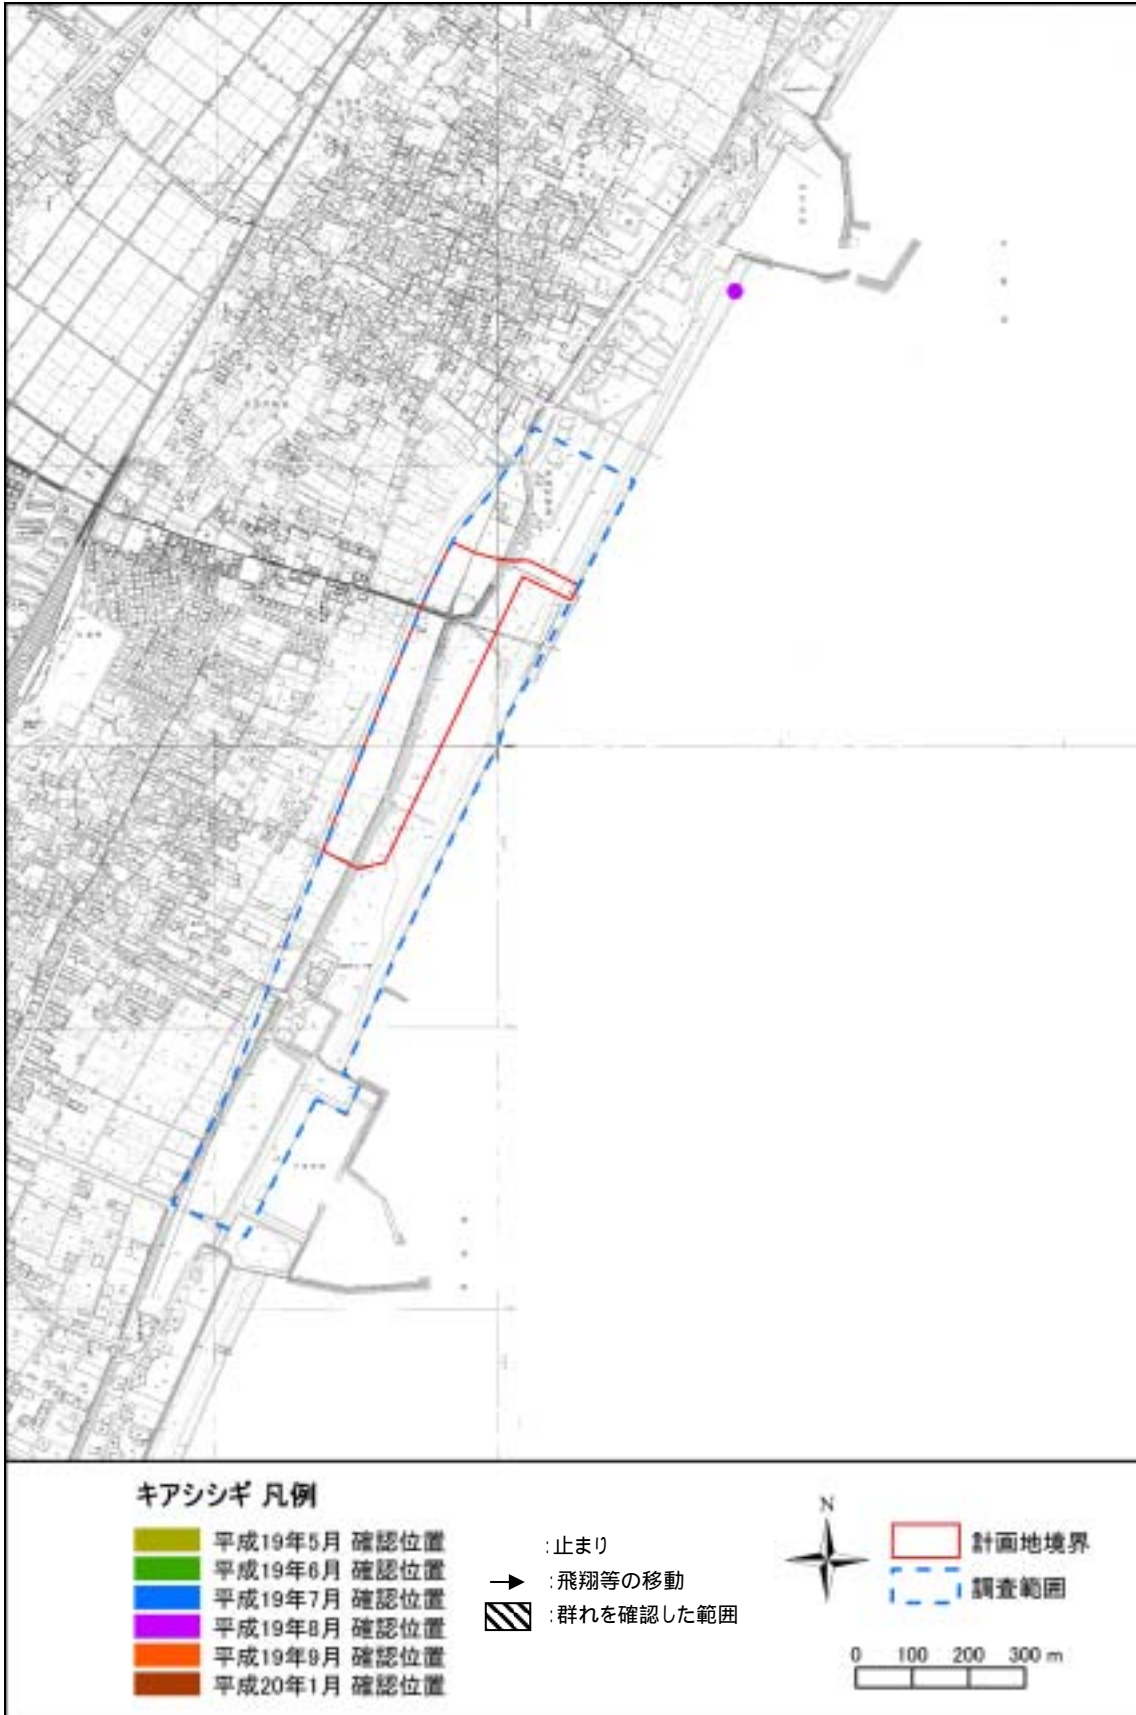 キアシシギ 凡例
平成19年5月 確認位置
平成19年6月 確認位置
平成19年7月 確認位置
平成19年8月 確認位置
平成19年9月 確認位置
平成20年1月 確認位置
:止まり
:飛翔等の移動
:群れを確認した範囲
N
計画地境界
調査範囲
0 100 200 300 m